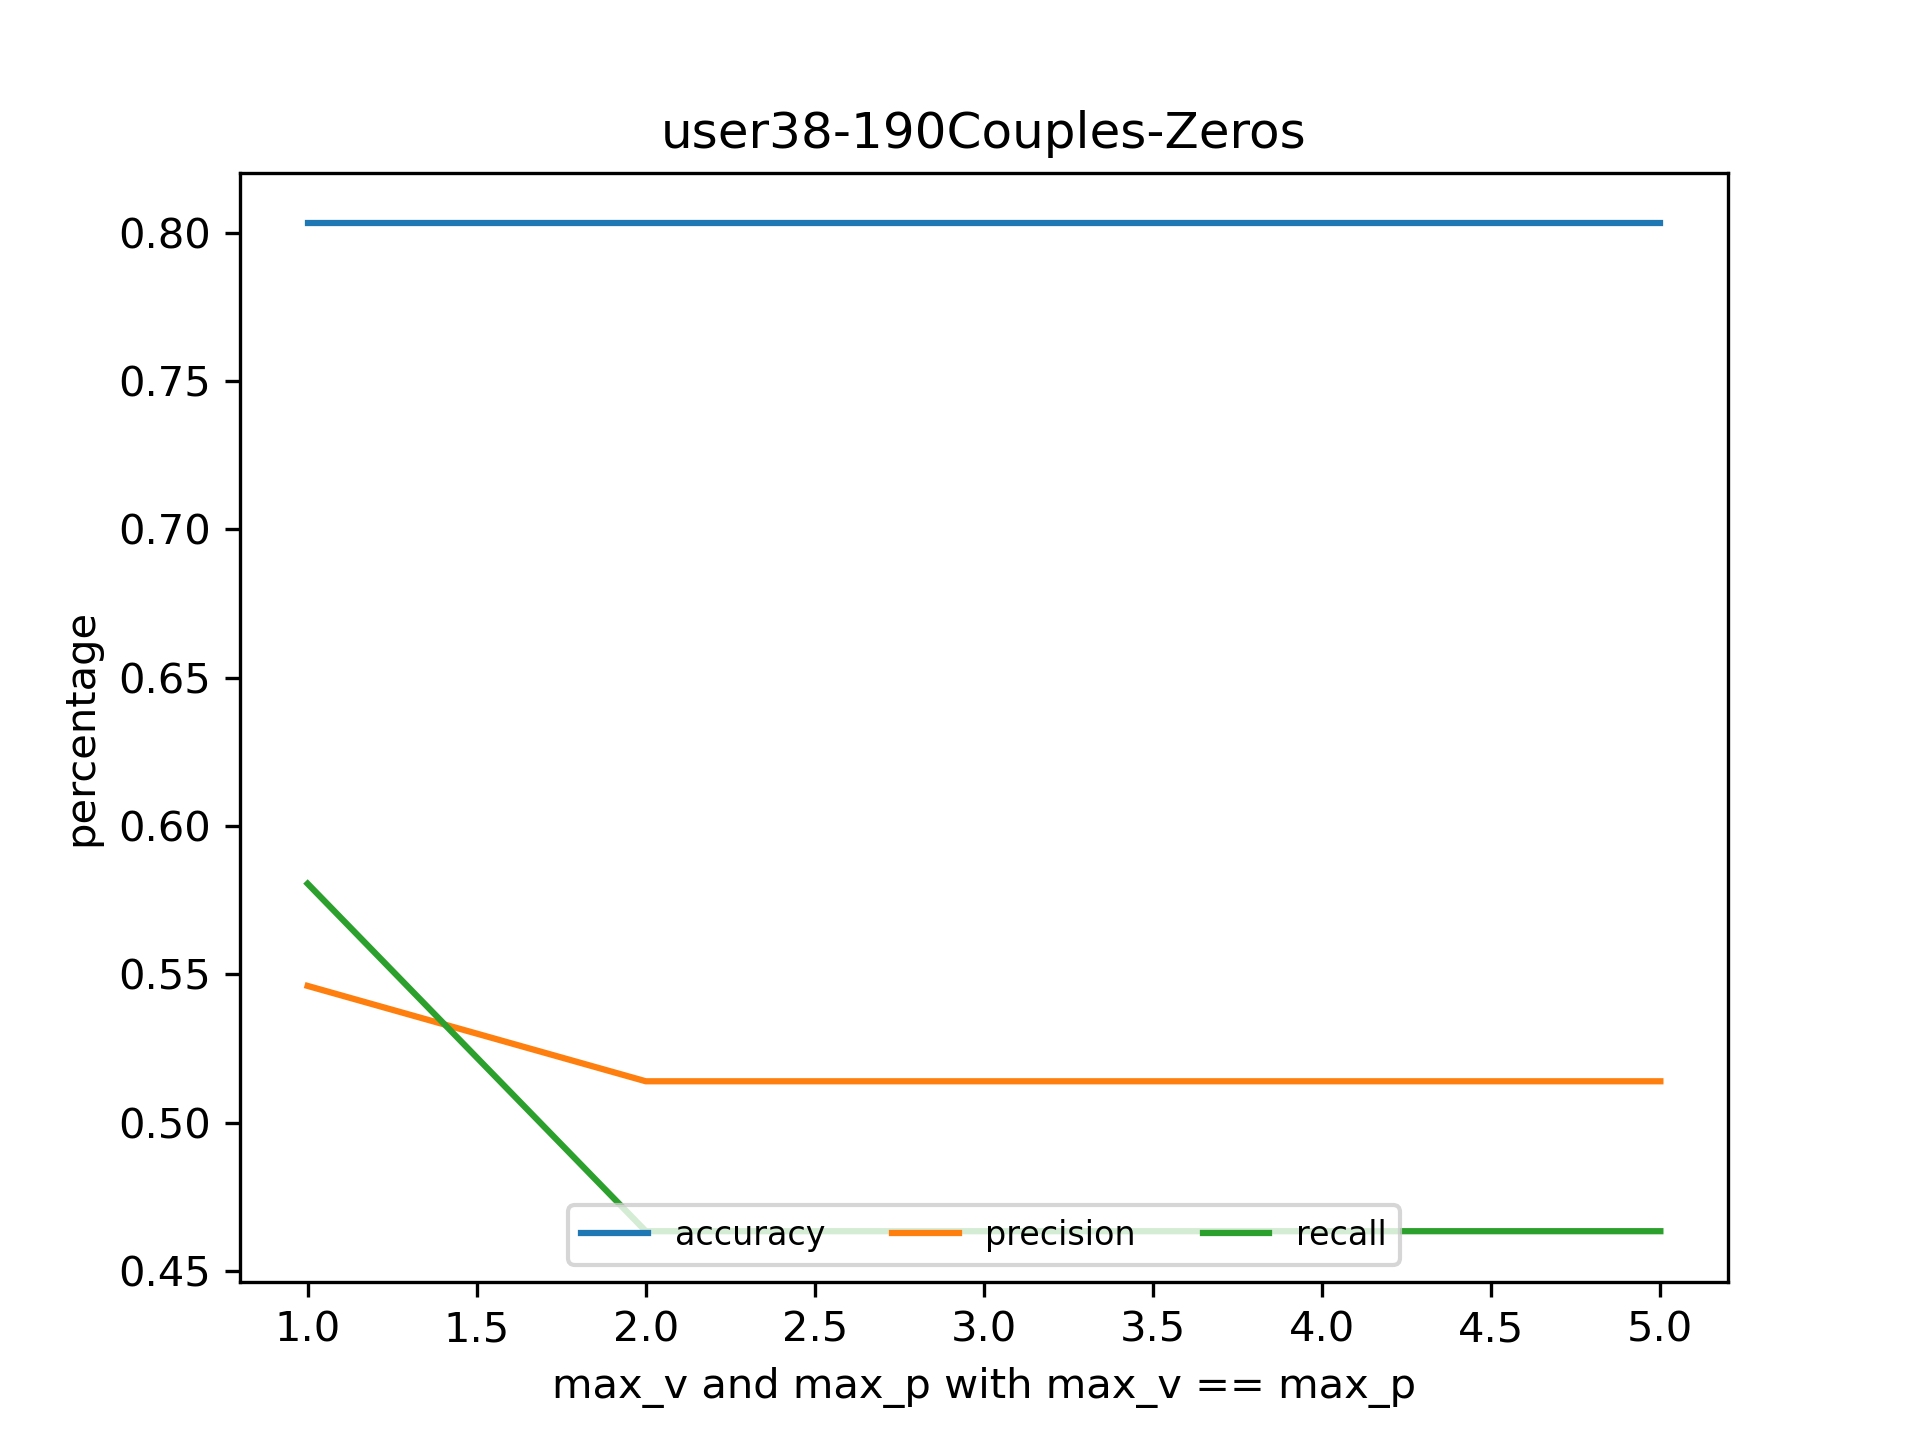 user38-190Couples-Zeros
percentage
0.80
0.75
0.70
0.65
0.60
0.55
0.50
0.45
accuracy precision recall
1.0 1.5 2.0 2.5 3.0 3.5 4.0 4.5 5.0
max_v and max_p with max_v == max_p